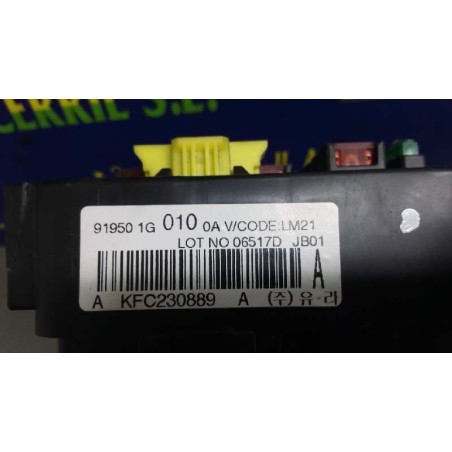 CERRIL S.L.
91950 1G 010 0A V/CODE:LM21
LOT NO 06517D JB01
A
A KFC230889 A (주) 유-라